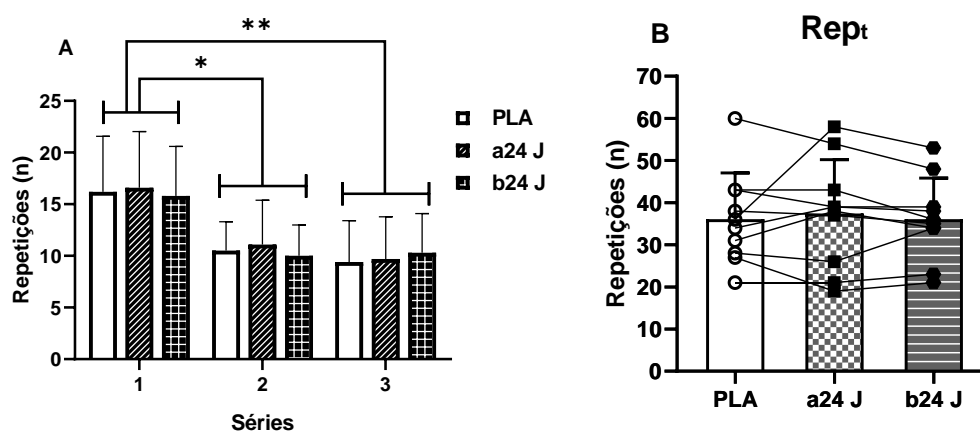 A
**
*
25
20
15
10
5
0
Repetições (n)
1 2 3
Séries
PLA
a24 J
b24 J
B
Rept
70
60
50
40
30
20
10
0
Repetições (n)
PLA a24 J b24 J